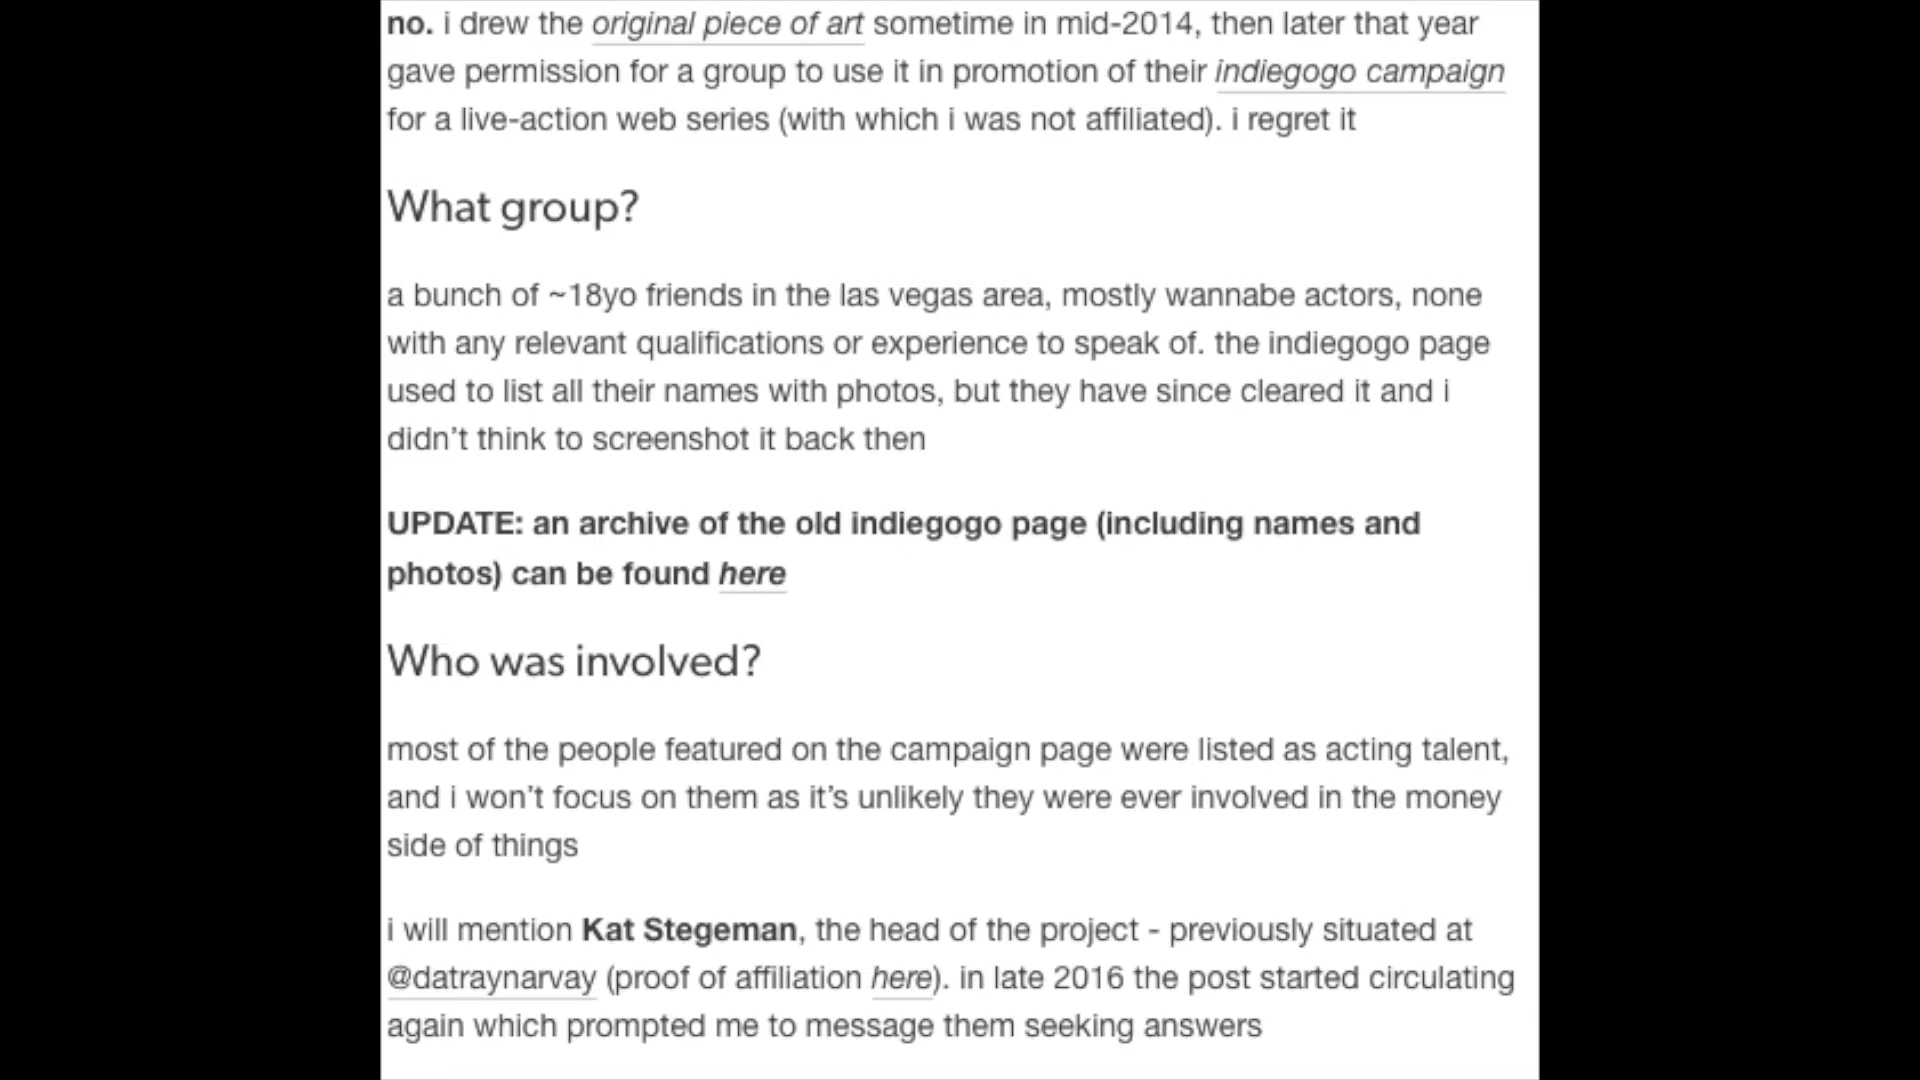 no. i drew the original piece of art sometime in mid-2014, then later that year
gave permission for a group to use it in promotion of their indiegogo campaign
for a live-action web series (with which i was not affiliated). i regret it
What group?
a bunch of ~18yo friends in the las vegas area, mostly wannabe actors, none
with any relevant qualifications or experience to speak of. the indiegogo page
used to list all their names with photos, but they have since cleared it and i
didn’t think to screenshot it back then
UPDATE: an archive of the old indiegogo page (including names and
photos) can be found here
Who was involved?
most of the people featured on the campaign page were listed as acting talent,
and i won’t focus on them as it’s unlikely they were ever involved in the money
side of things
i will mention Kat Stegeman, the head of the project - previously situated at
@datraynarvay (proof of affiliation here). in late 2016 the post started circulating
again which prompted me to message them seeking answers